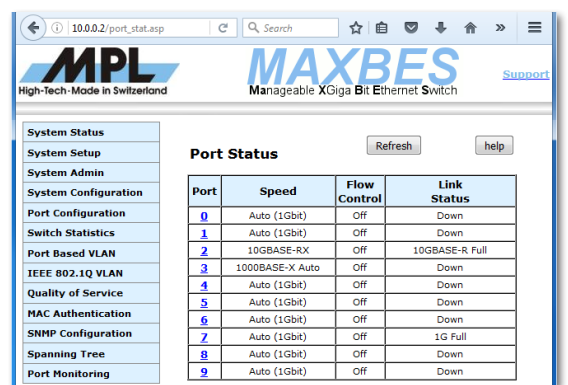 10.0.0.2/port_stat.asp
Search
MPL
High-Tech·Made in Switzerland
MAXBES
Manageable XGiga Bit Ethernet Switch
Support
System Status
System Setup
System Admin
System Configuration
Port Configuration
Switch Statistics
Port Based VLAN
IEEE 802.1Q VLAN
Quality of Service
MAC Authentication
SNMP Configuration
Spanning Tree
Port Monitoring
Port Status
Refresh
help
Port Speed Flow Control Link Status
0 Auto (1Gbit) Off Down
1 Auto (1Gbit) Off Down
2 10GBASE-RX Off 10GBASE-R Full
3 1000BASE-X Auto Off Down
4 Auto (1Gbit) Off Down
5 Auto (1Gbit) Off Down
6 Auto (1Gbit) Off Down
7 Auto (1Gbit) Off 1G Full
8 Auto (1Gbit) Off Down
9 Auto (1Gbit) Off Down